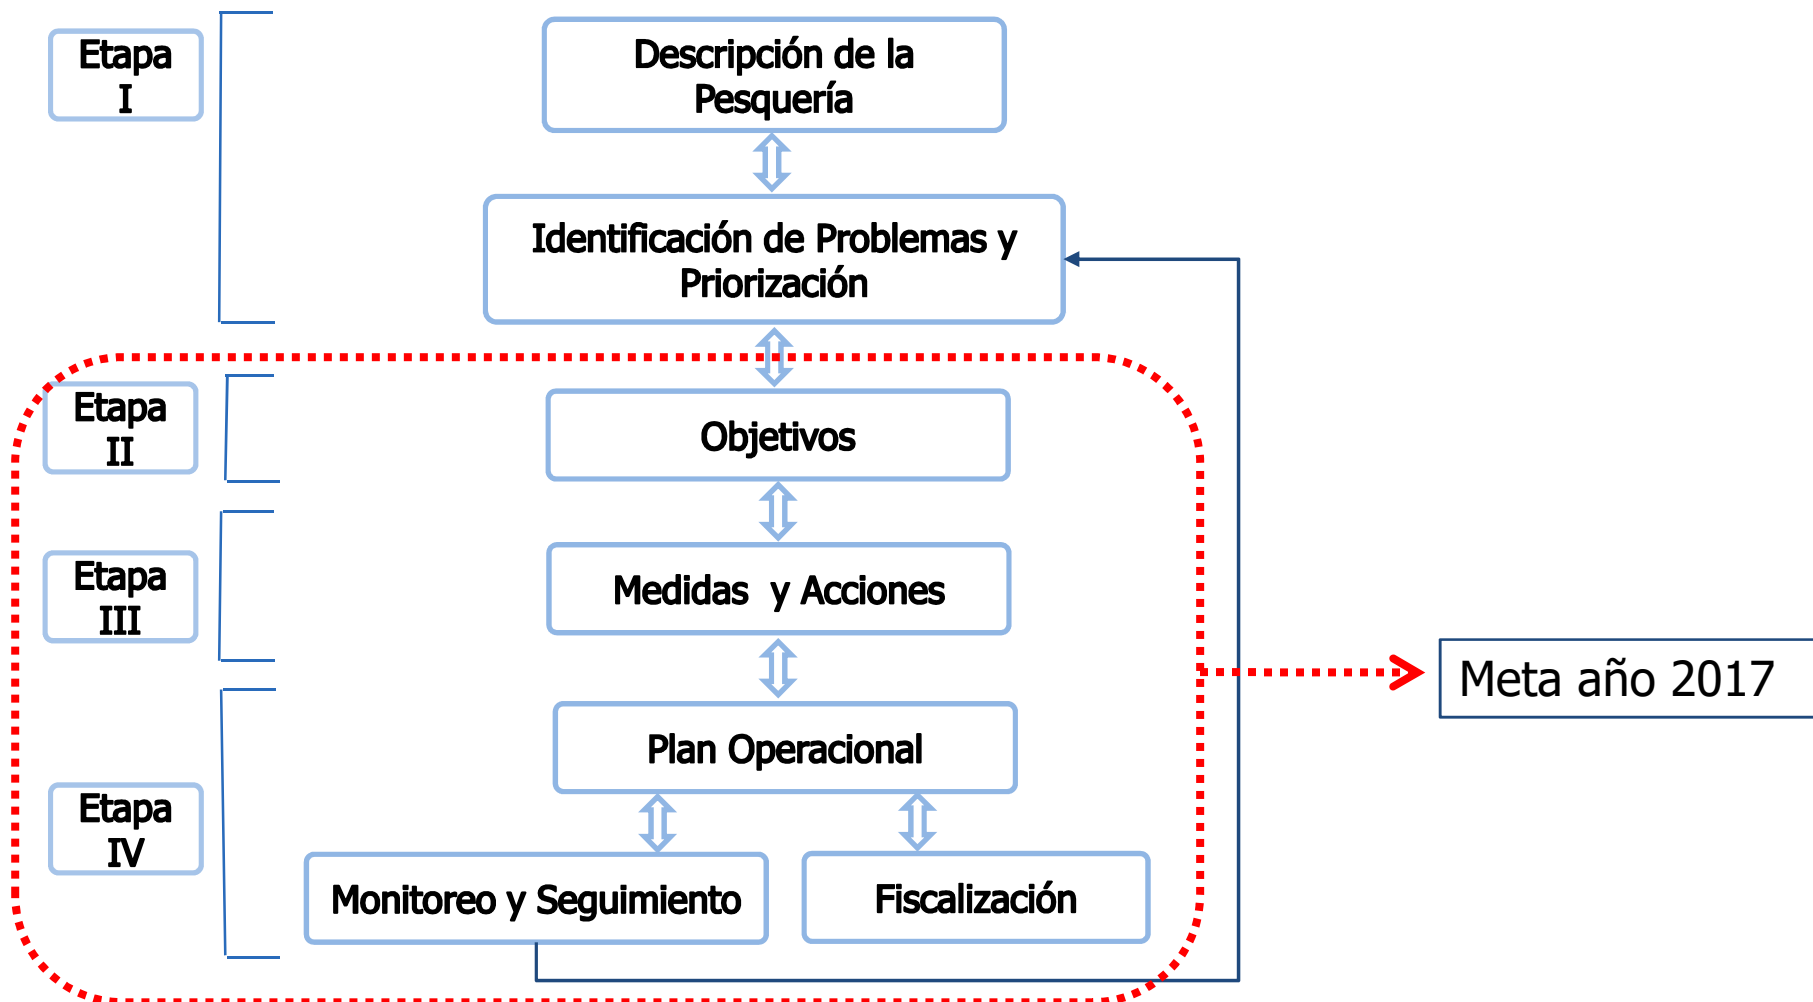 Etapa
I
Descripción de la
Pesquería
Identificación de Problemas y
Priorización
Etapa
II
Objetivos
Etapa
III
Medidas y Acciones
Meta año 2017
Plan Operacional
Etapa
IV
Monitoreo y Seguimiento
Fiscalización